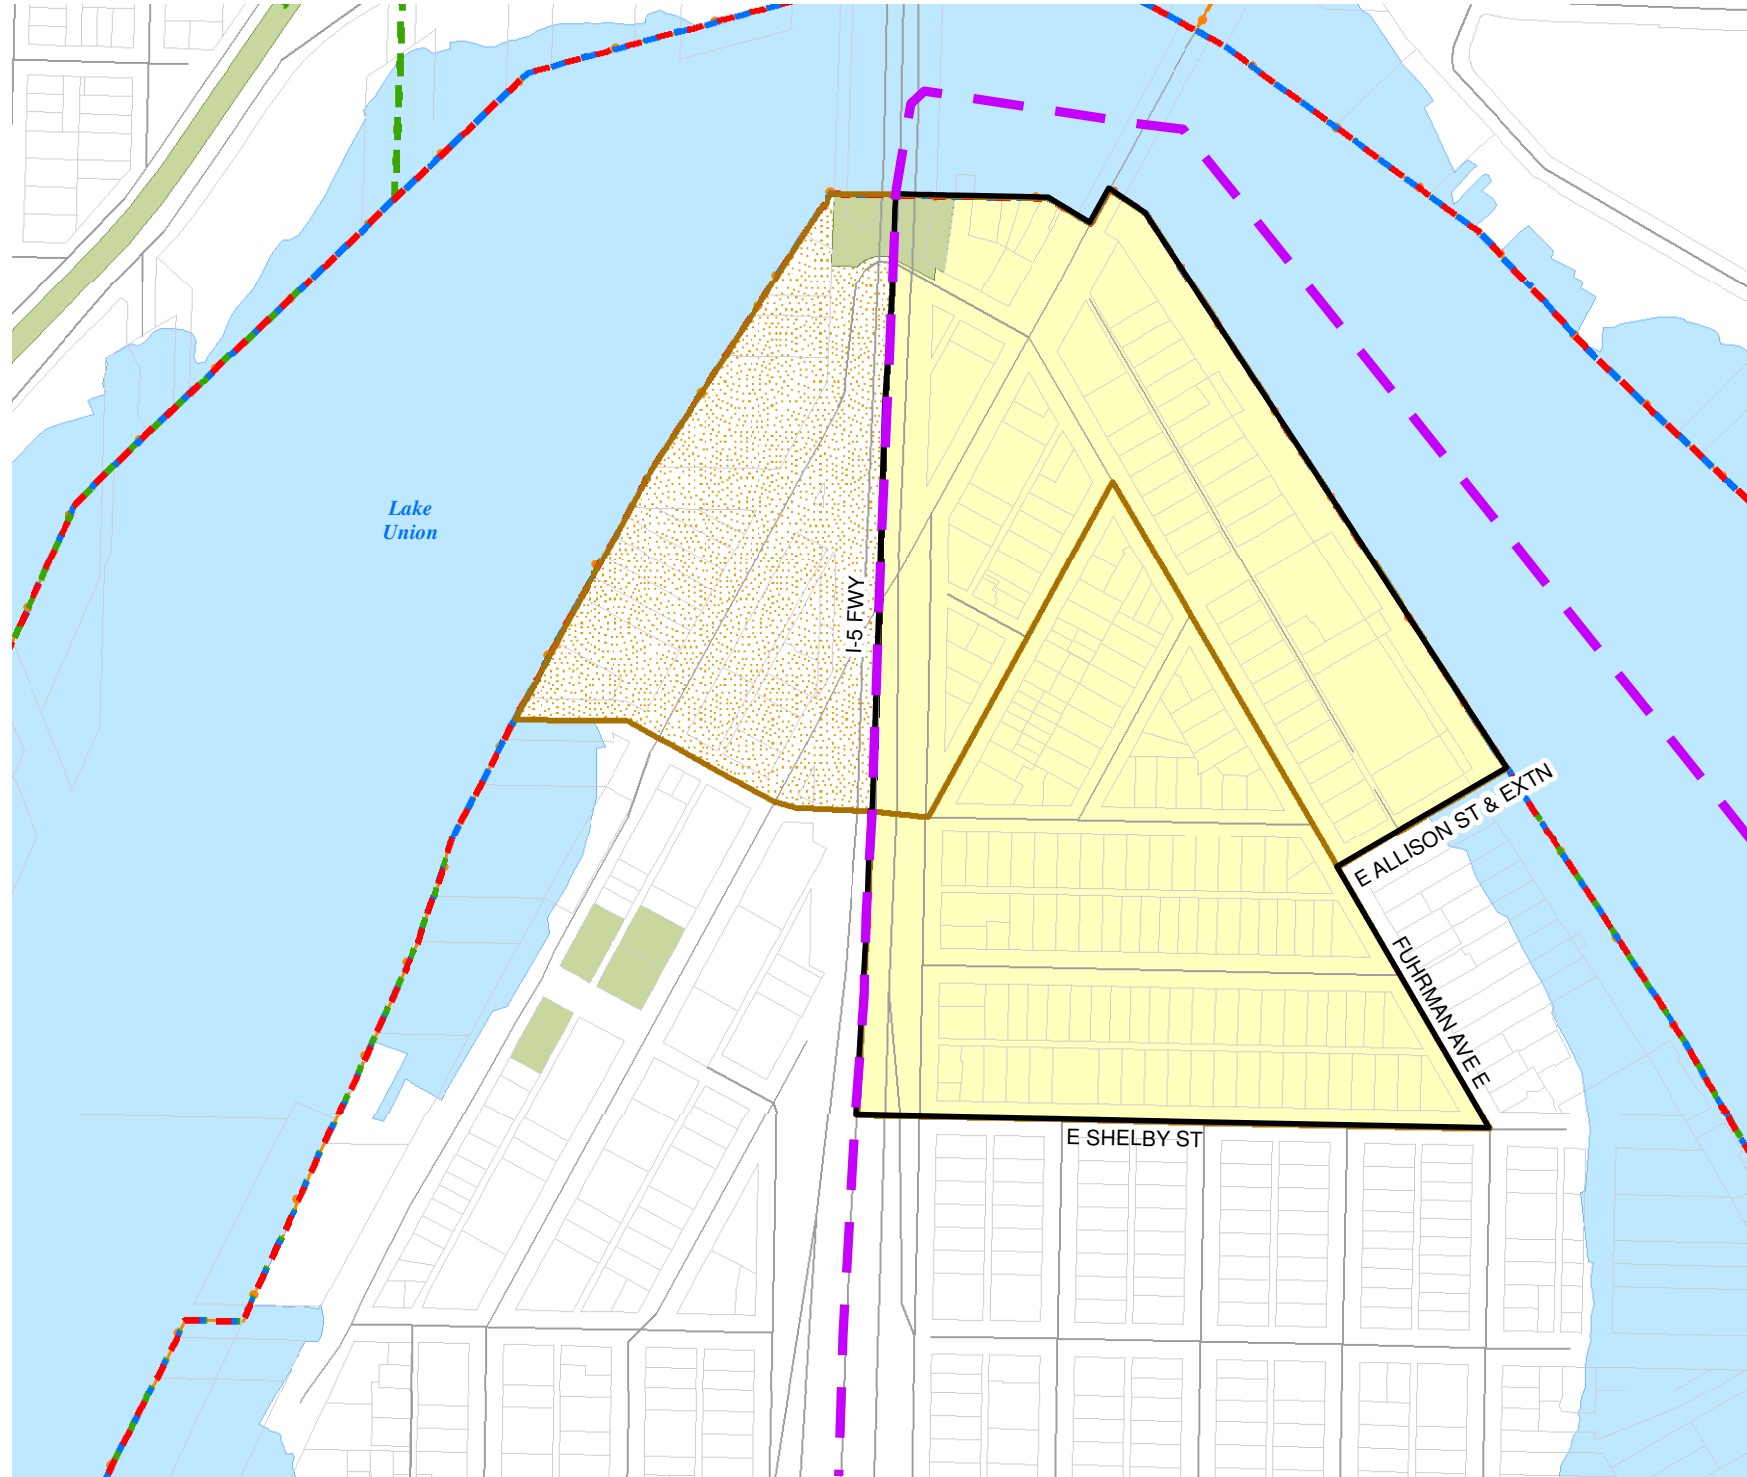 Lake
Union
I-5 FWY
E ALLISON ST & EXTN
FUHRMAN AVE E
E SHELBY ST